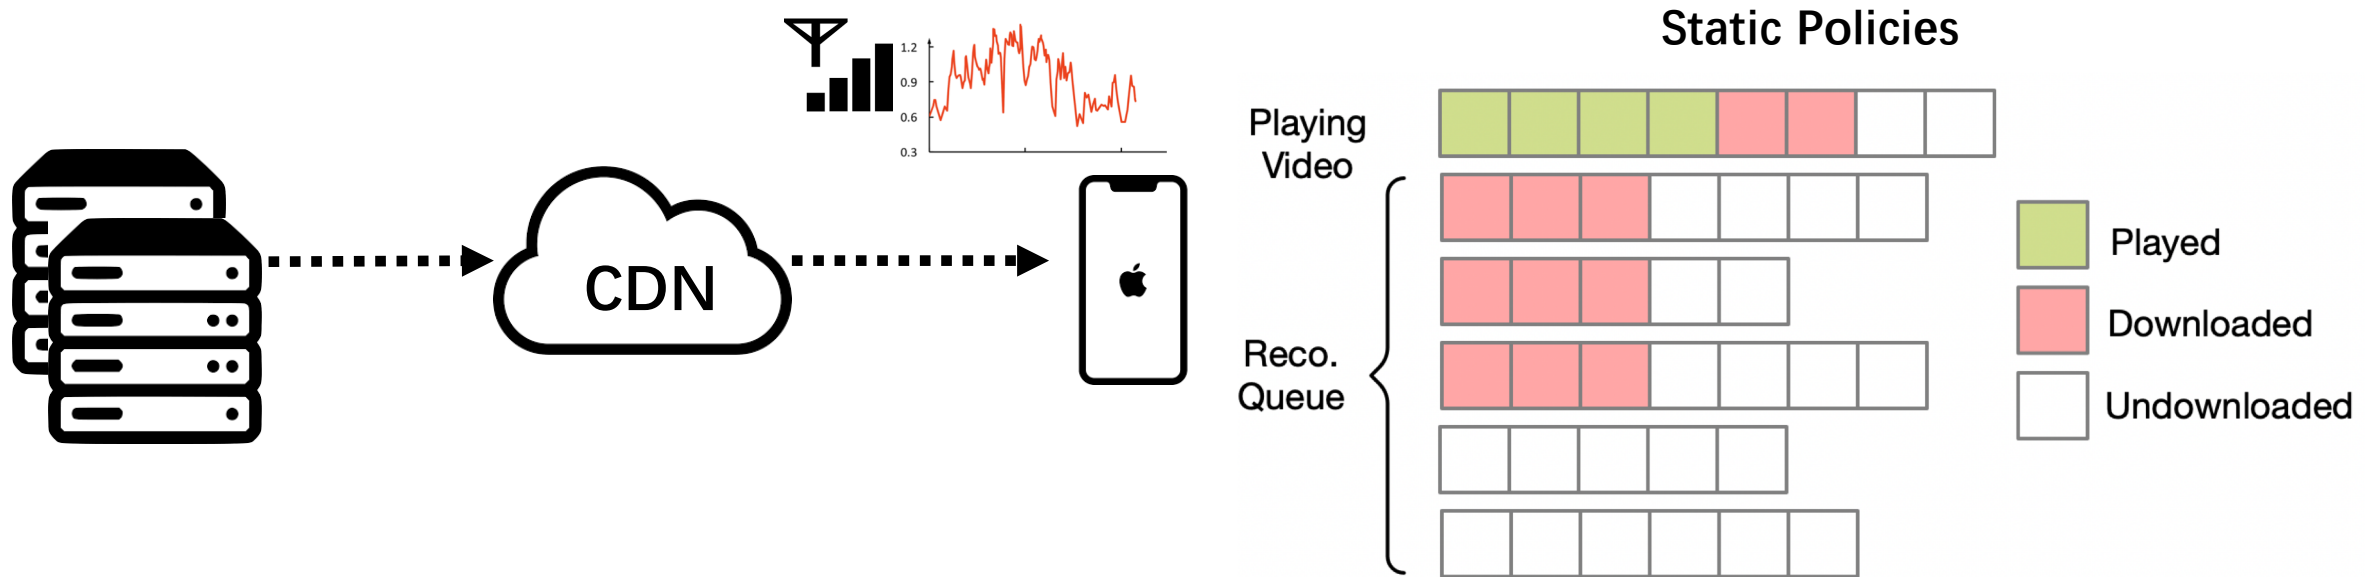 1.2
0.9
0.6
0.3
CDN
Static Policies
Playing
Video
Reco.
Queue
Played
Downloaded
Undownloaded